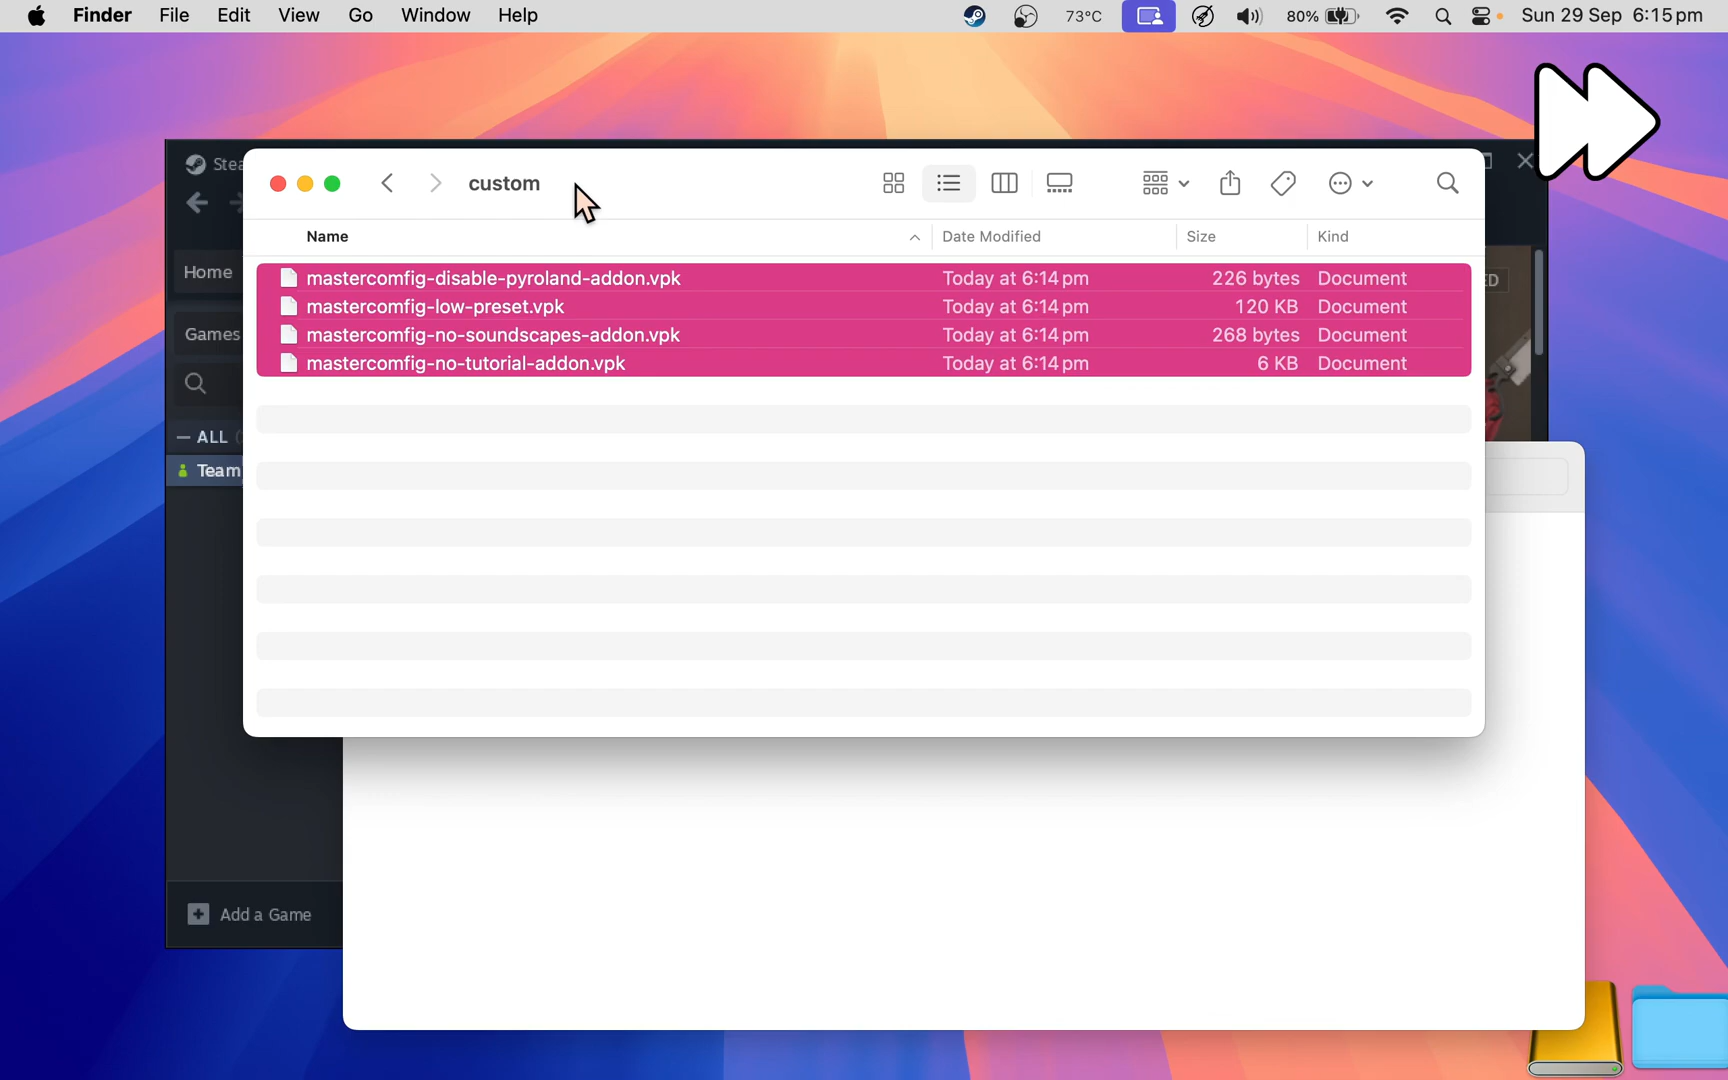 Finder File Edit View Go Window Help 73°C 80% Sun 29 Sep 6:15 pm
Stea
custom
Name Date Modified Size Kind
mastercomfig-disable-pyroland-addon.vpk Today at 6:14 pm 226 bytes Document
mastercomfig-low-preset.vpk Today at 6:14 pm 120 KB Document
mastercomfig-no-soundscapes-addon.vpk Today at 6:14 pm 268 bytes Document
mastercomfig-no-tutorial-addon.vpk Today at 6:14 pm 6 KB Document
Home
ED
Games
— ALL (
Team
Add a Game